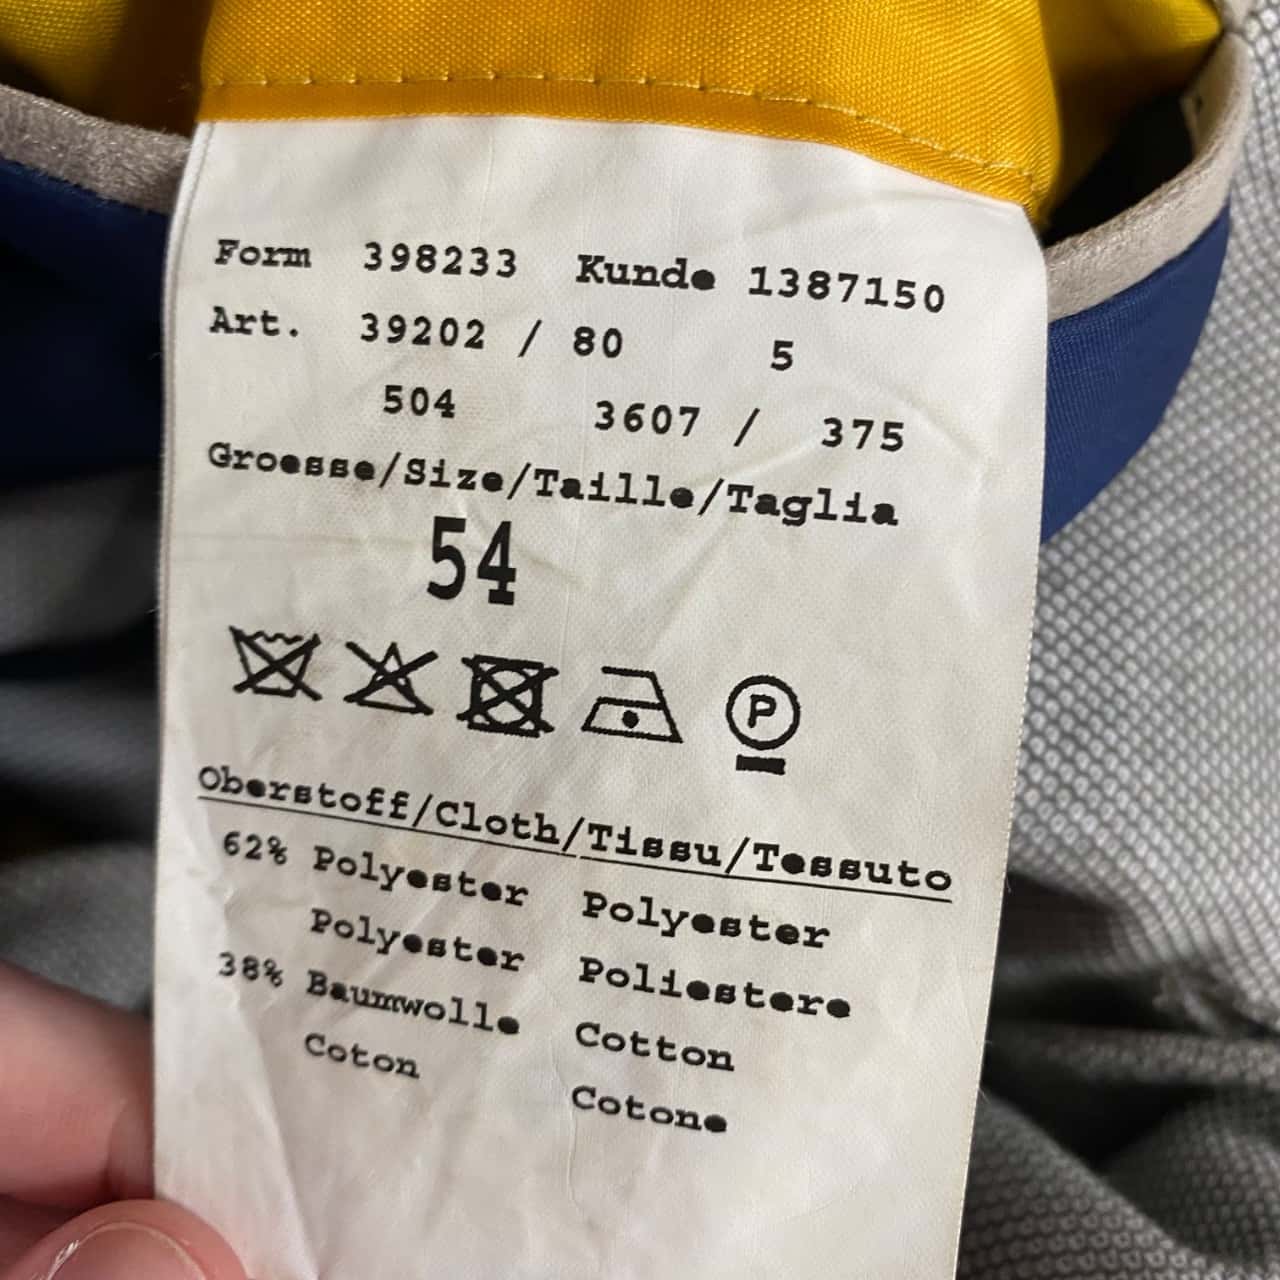 Form 398233 Kunde 1387150
Art. 39202 / 80 5
504 3607 / 375
Groesse/Size/Taille/Taglia
54
P
Oberstoff/Cloth/Tissu/Tessuto
62% Polyester Polyester
Polyester Poliestere
38% Baumwolle Cotton
Coton Cotone